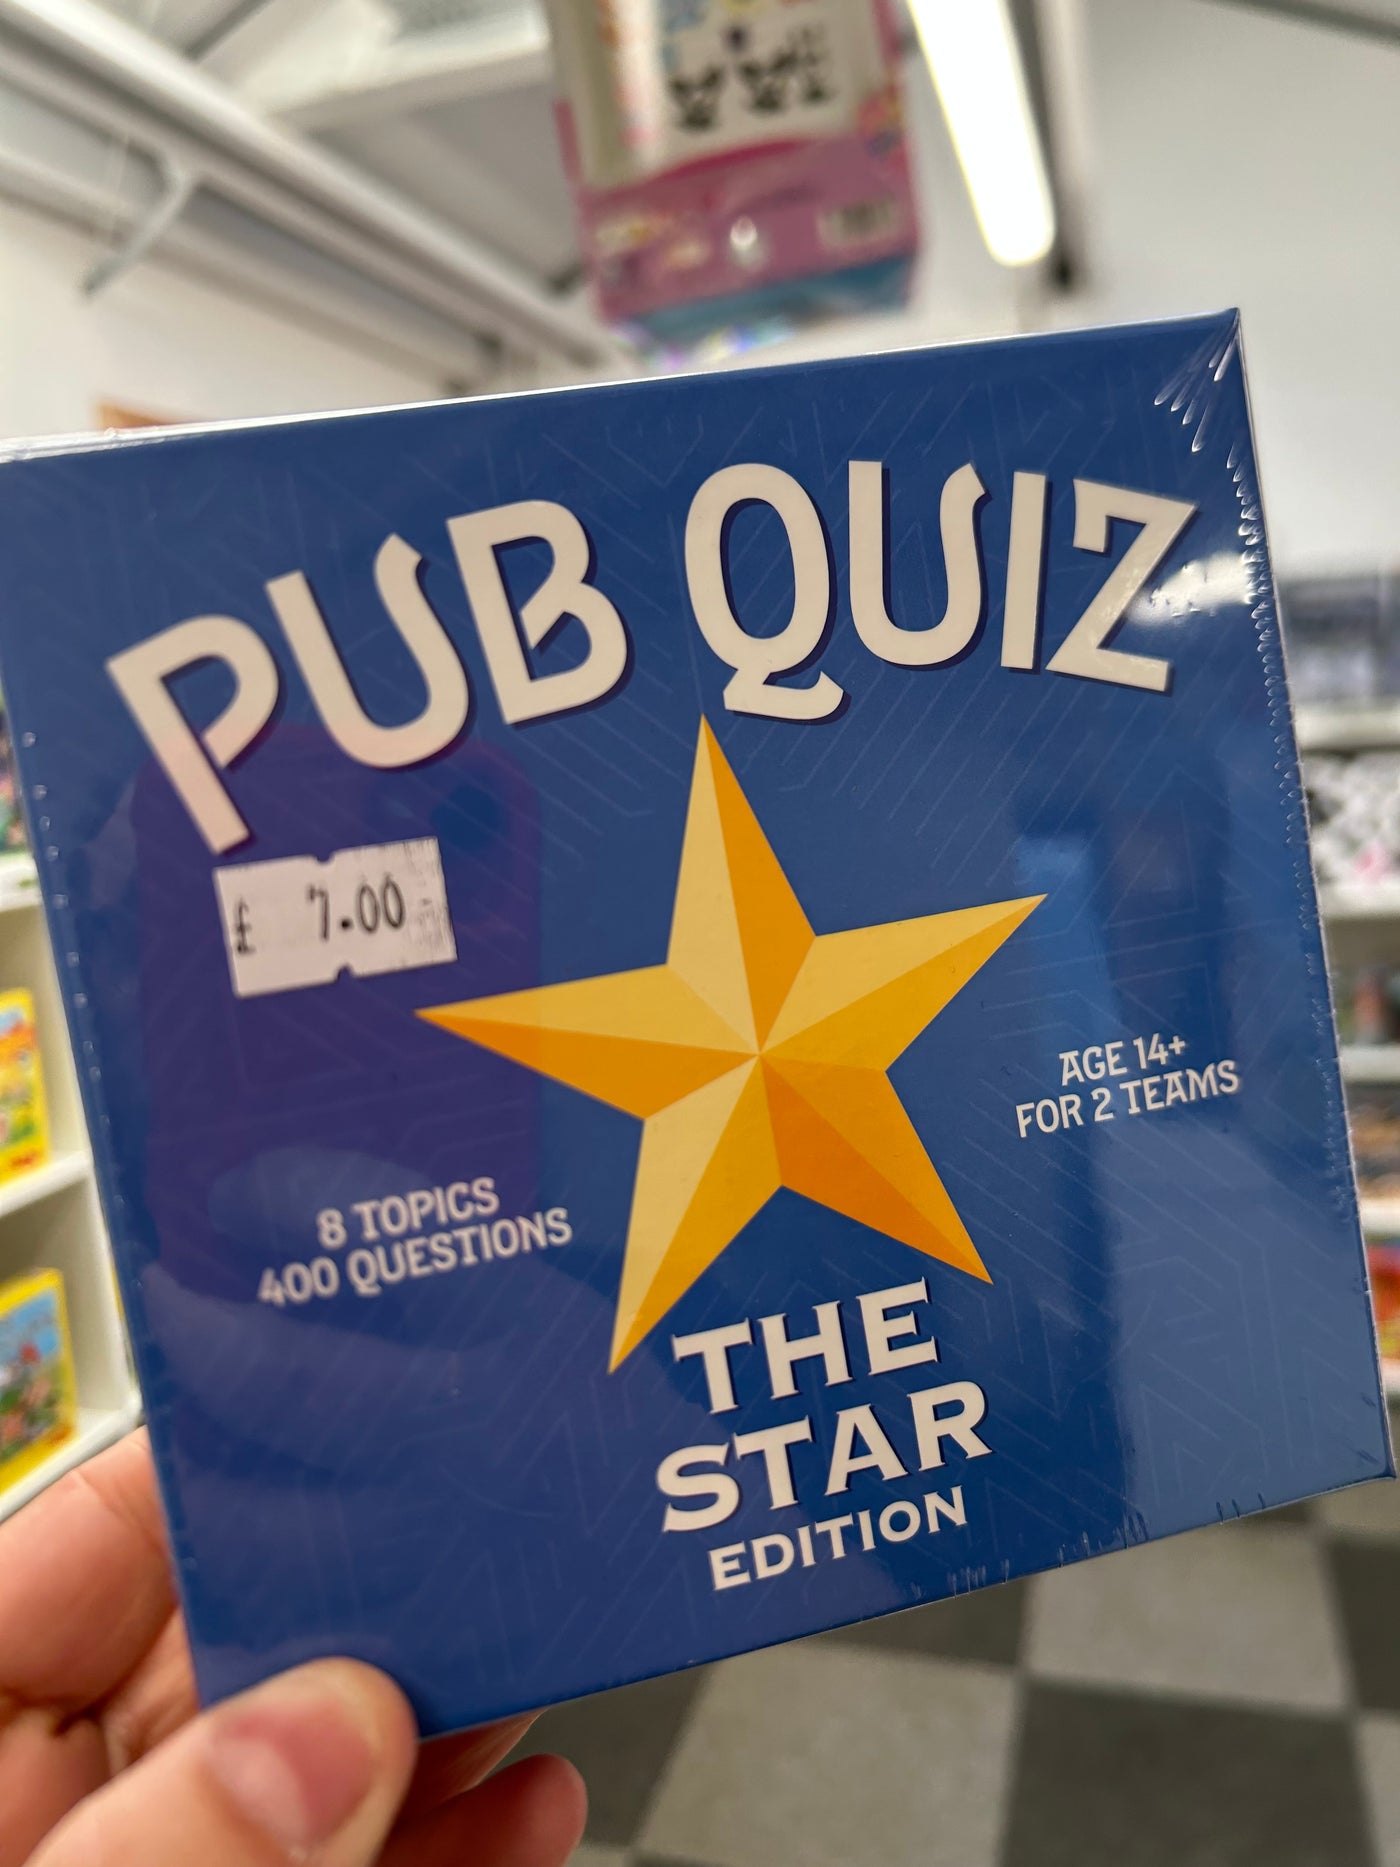 PUB QUIZ
£ 7.00
AGE 14+
FOR 2 TEAMS
8 TOPICS
400 QUESTIONS
THE
STAR
EDITION